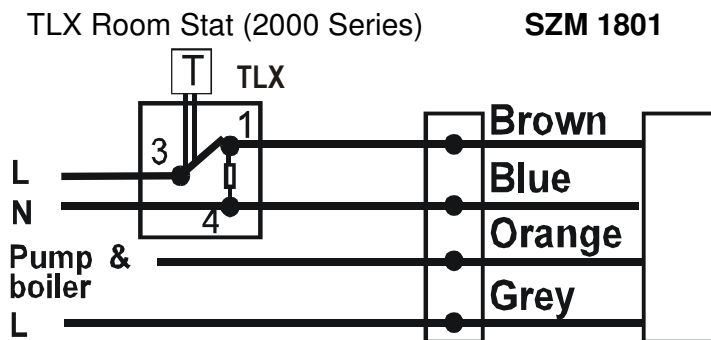 TLX Room Stat (2000 Series) SZM 1801
T TLX
1 Brown
3
L Blue
N
4 Orange
Pump &
boiler Grey
L